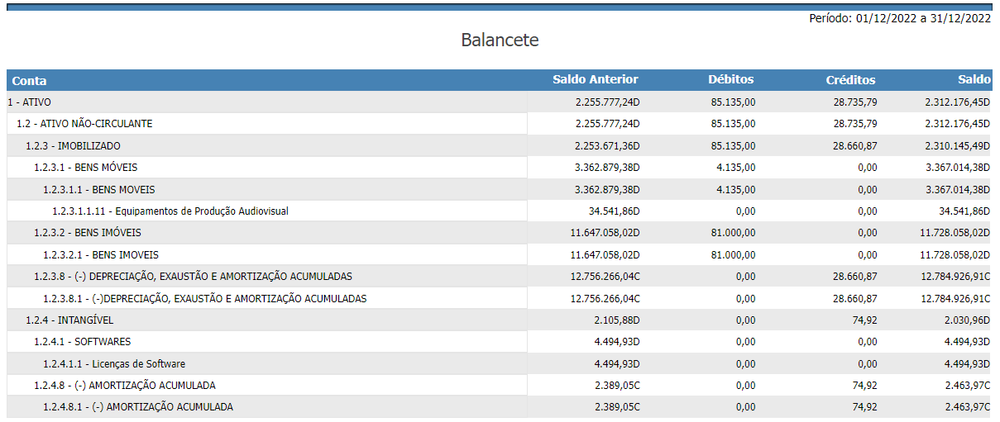 Período: 01/12/2022 a 31/12/2022
Balancete
Conta Saldo Anterior Débitos Créditos Saldo
1 - ATIVO 2.255.777,24D 85.135,00 28.735,79 2.312.176,45D
1.2 - ATIVO NÃO-CIRCULANTE 2.255.777,24D 85.135,00 28.735,79 2.312.176,45D
1.2.3 - IMOBILIZADO 2.253.671,36D 85.135,00 28.660,87 2.310.145,49D
1.2.3.1 - BENS MÓVEIS 3.362.879,38D 4.135,00 0,00 3.367.014,38D
1.2.3.1.1 - BENS MOVEIS 3.362.879,38D 4.135,00 0,00 3.367.014,38D
1.2.3.1.1.11 - Equipamentos de Produção Audiovisual 34.541,86D 0,00 0,00 34.541,86D
1.2.3.2 - BENS IMÓVEIS 11.647.058,02D 81.000,00 0,00 11.728.058,02D
1.2.3.2.1 - BENS IMOVEIS 11.647.058,02D 81.000,00 0,00 11.728.058,02D
1.2.3.8 - (-) DEPRECIAÇÃO, EXAUSTÃO E AMORTIZAÇÃO ACUMULADAS 12.756.266,04C 0,00 28.660,87 12.784.926,91C
1.2.3.8.1 - (-)DEPRECIAÇÃO, EXAUSTÃO E AMORTIZAÇÃO ACUMULADAS 12.756.266,04C 0,00 28.660,87 12.784.926,91C
1.2.4 - INTANGÍVEL 2.105,88D 0,00 74,92 2.030,96D
1.2.4.1 - SOFTWARES 4.494,93D 0,00 0,00 4.494,93D
1.2.4.1.1 - Licenças de Software 4.494,93D 0,00 0,00 4.494,93D
1.2.4.8 - (-) AMORTIZAÇÃO ACUMULADA 2.389,05C 0,00 74,92 2.463,97C
1.2.4.8.1 - (-) AMORTIZAÇÃO ACUMULADA 2.389,05C 0,00 74,92 2.463,97C